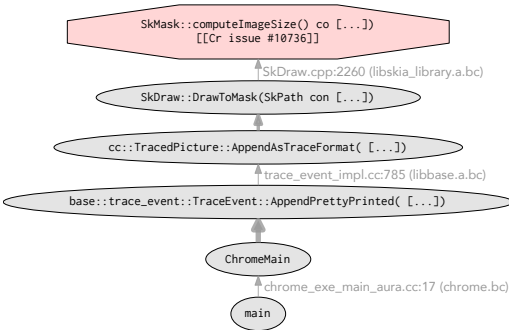 SkMask::computeImageSize() co [...])
[[Cr issue #10736]]
SkDraw.cpp:2260 (libskia_library.a.bc)
SkDraw::DrawToMask(SkPath con [...])
cc::TracedPicture::AppendAsTraceFormat( [...])
trace_event_impl.cc:785 (libbase.a.bc)
base::trace_event::TraceEvent::AppendPrettyPrinted( [...])
ChromeMain
chrome_exe_main_aura.cc:17 (chrome.bc)
main